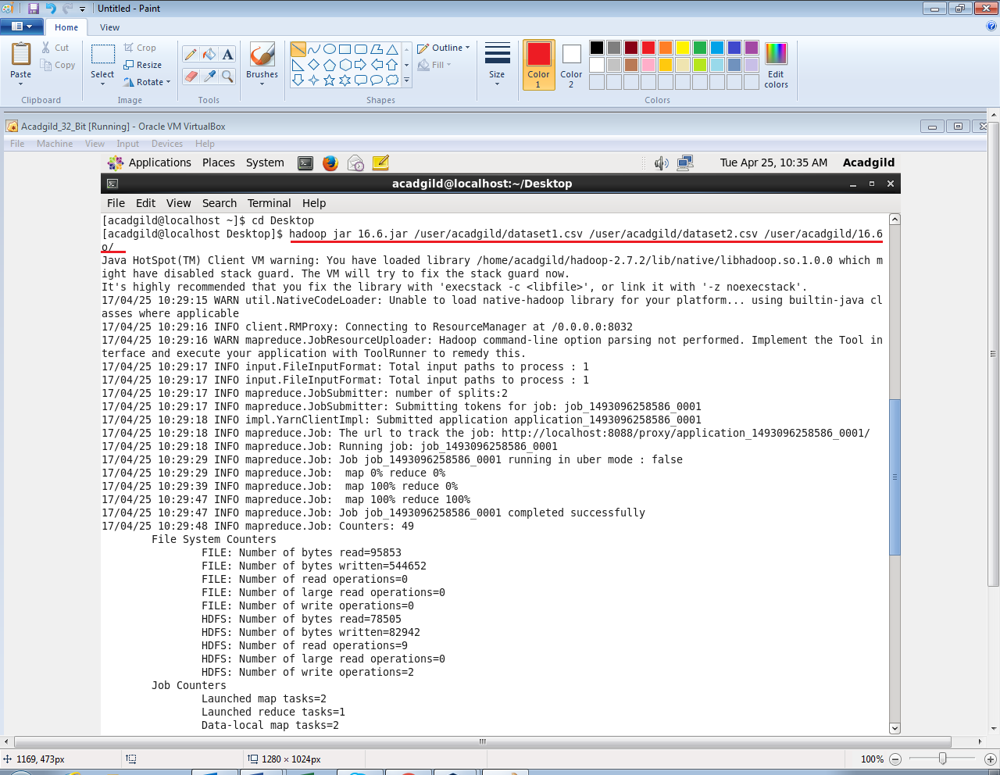 Untitled - Paint
Home View
Paste
Cut
Copy
Clipboard
Select
Crop
Resize
Rotate
Image
A
Tools
Brushes
Outline
Fill
Shapes
Size
Color 1
Color 2
Edit colors
Colors
Acadgild_32_Bit [Running] - Oracle VM VirtualBox
File Machine View Input Devices Help
Applications Places System Tue Apr 25, 10:35 AM Acadgild
acadgild@localhost:~/Desktop
File Edit View Search Terminal Help
[acadgild@localhost ~]$ cd Desktop
[acadgild@localhost Desktop]$ hadoop jar 16.6.jar /user/acadgild/dataset1.csv /user/acadgild/dataset2.csv /user/acadgild/16.6
o/
Java HotSpot(TM) Client VM warning: You have loaded library /home/acadgild/hadoop-2.7.2/lib/native/libhadoop.so.1.0.0 which m
ight have disabled stack guard. The VM will try to fix the stack guard now.
It's highly recommended that you fix the library with 'execstack -c <libfile>', or link it with '-z noexecstack'.
17/04/25 10:29:15 WARN util.NativeCodeLoader: Unable to load native-hadoop library for your platform... using builtin-java cl
asses where applicable
17/04/25 10:29:16 INFO client.RMProxy: Connecting to ResourceManager at /0.0.0.0:8032
17/04/25 10:29:16 WARN mapreduce.JobResourceUploader: Hadoop command-line option parsing not performed. Implement the Tool in
terface and execute your application with ToolRunner to remedy this.
17/04/25 10:29:17 INFO input.FileInputFormat: Total input paths to process : 1
17/04/25 10:29:17 INFO input.FileInputFormat: Total input paths to process : 1
17/04/25 10:29:17 INFO mapreduce.JobSubmitter: number of splits:2
17/04/25 10:29:17 INFO mapreduce.JobSubmitter: Submitting tokens for job: job_1493096258586_0001
17/04/25 10:29:18 INFO impl.YarnClientImpl: Submitted application application_1493096258586_0001
17/04/25 10:29:18 INFO mapreduce.Job: The url to track the job: http://localhost:8088/proxy/application_1493096258586_0001/
17/04/25 10:29:18 INFO mapreduce.Job: Running job: job_1493096258586_0001
17/04/25 10:29:29 INFO mapreduce.Job: Job job_1493096258586_0001 running in uber mode : false
17/04/25 10:29:29 INFO mapreduce.Job:  map 0% reduce 0%
17/04/25 10:29:39 INFO mapreduce.Job:  map 100% reduce 0%
17/04/25 10:29:47 INFO mapreduce.Job:  map 100% reduce 100%
17/04/25 10:29:47 INFO mapreduce.Job: Job job_1493096258586_0001 completed successfully
17/04/25 10:29:48 INFO mapreduce.Job: Counters: 49
File System Counters
FILE: Number of bytes read=95853
FILE: Number of bytes written=544652
FILE: Number of read operations=0
FILE: Number of large read operations=0
FILE: Number of write operations=0
HDFS: Number of bytes read=78505
HDFS: Number of bytes written=82942
HDFS: Number of read operations=9
HDFS: Number of large read operations=0
HDFS: Number of write operations=2
Job Counters
Launched map tasks=2
Launched reduce tasks=1
Data-local map tasks=2
1169, 473px 1280 × 1024px 100%